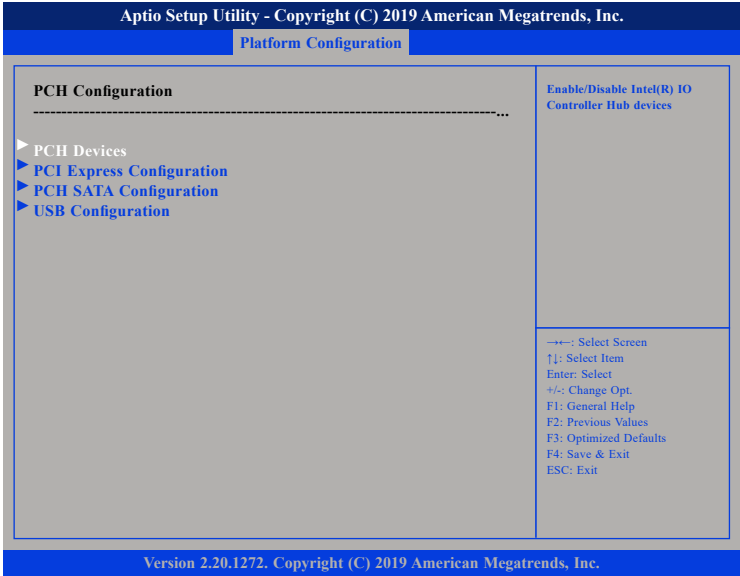 Aptio Setup Utility - Copyright (C) 2019 American Megatrends, Inc.
Platform Configuration
PCH Configuration
--------------------------------------------------------------------------------...
PCH Devices
PCI Express Configuration
PCH SATA Configuration
USB Configuration
Enable/Disable Intel(R) IO
Controller Hub devices
→←: Select Screen
↑↓: Select Item
Enter: Select
+/-: Change Opt.
F1: General Help
F2: Previous Values
F3: Optimized Defaults
F4: Save & Exit
ESC: Exit
Version 2.20.1272. Copyright (C) 2019 American Megatrends, Inc.